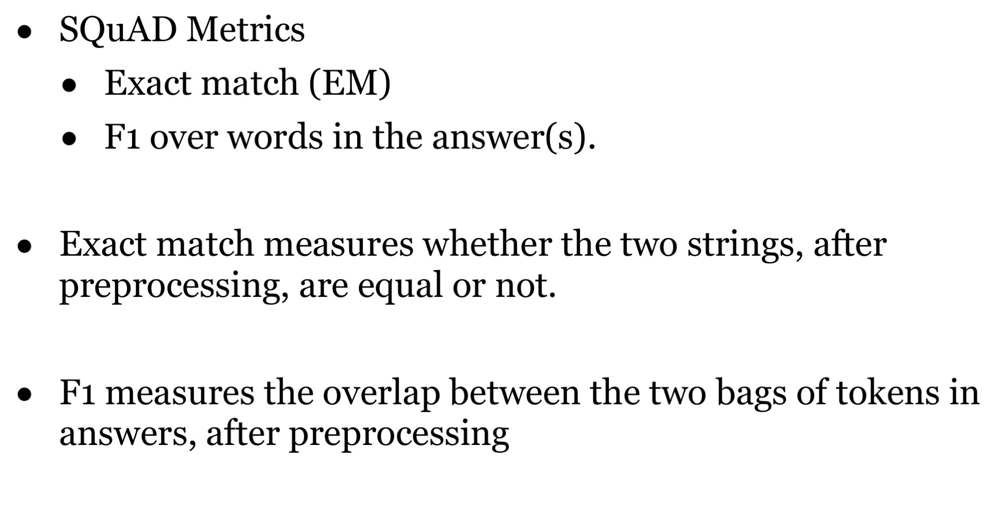 • SQuAD Metrics
• Exact match (EM)
• F1 over words in the answer(s).
• Exact match measures whether the two strings, after
preprocessing, are equal or not.
• F1 measures the overlap between the two bags of tokens in
answers, after preprocessing